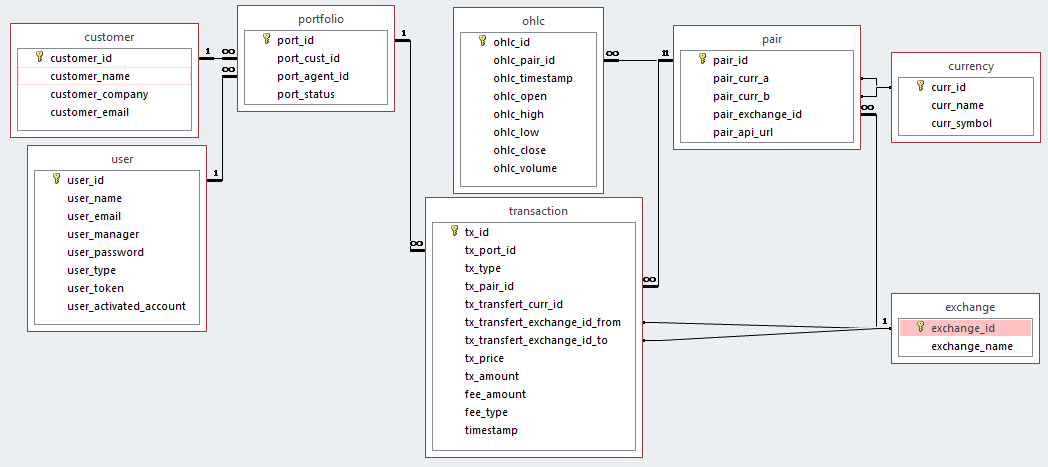 customer
customer_id
customer_name
customer_company
customer_email
1
∞
∞
portfolio
port_id
port_cust_id
port_agent_id
port_status
1
user
user_id
user_name
user_email
user_manager
user_password
user_type
user_token
user_activated_account
1
ohlc
ohlc_id
ohlc_pair_id
ohlc_timestamp
ohlc_open
ohlc_high
ohlc_low
ohlc_close
ohlc_volume
∞
11
pair
pair_id
pair_curr_a
pair_curr_b
pair_exchange_id
pair_api_url
∞
currency
curr_id
curr_name
curr_symbol
transaction
tx_id
tx_port_id
tx_type
tx_pair_id
tx_transfert_curr_id
tx_transfert_exchange_id_from
tx_transfert_exchange_id_to
tx_price
tx_amount
fee_amount
fee_type
timestamp
∞
∞
exchange
exchange_id
exchange_name
1